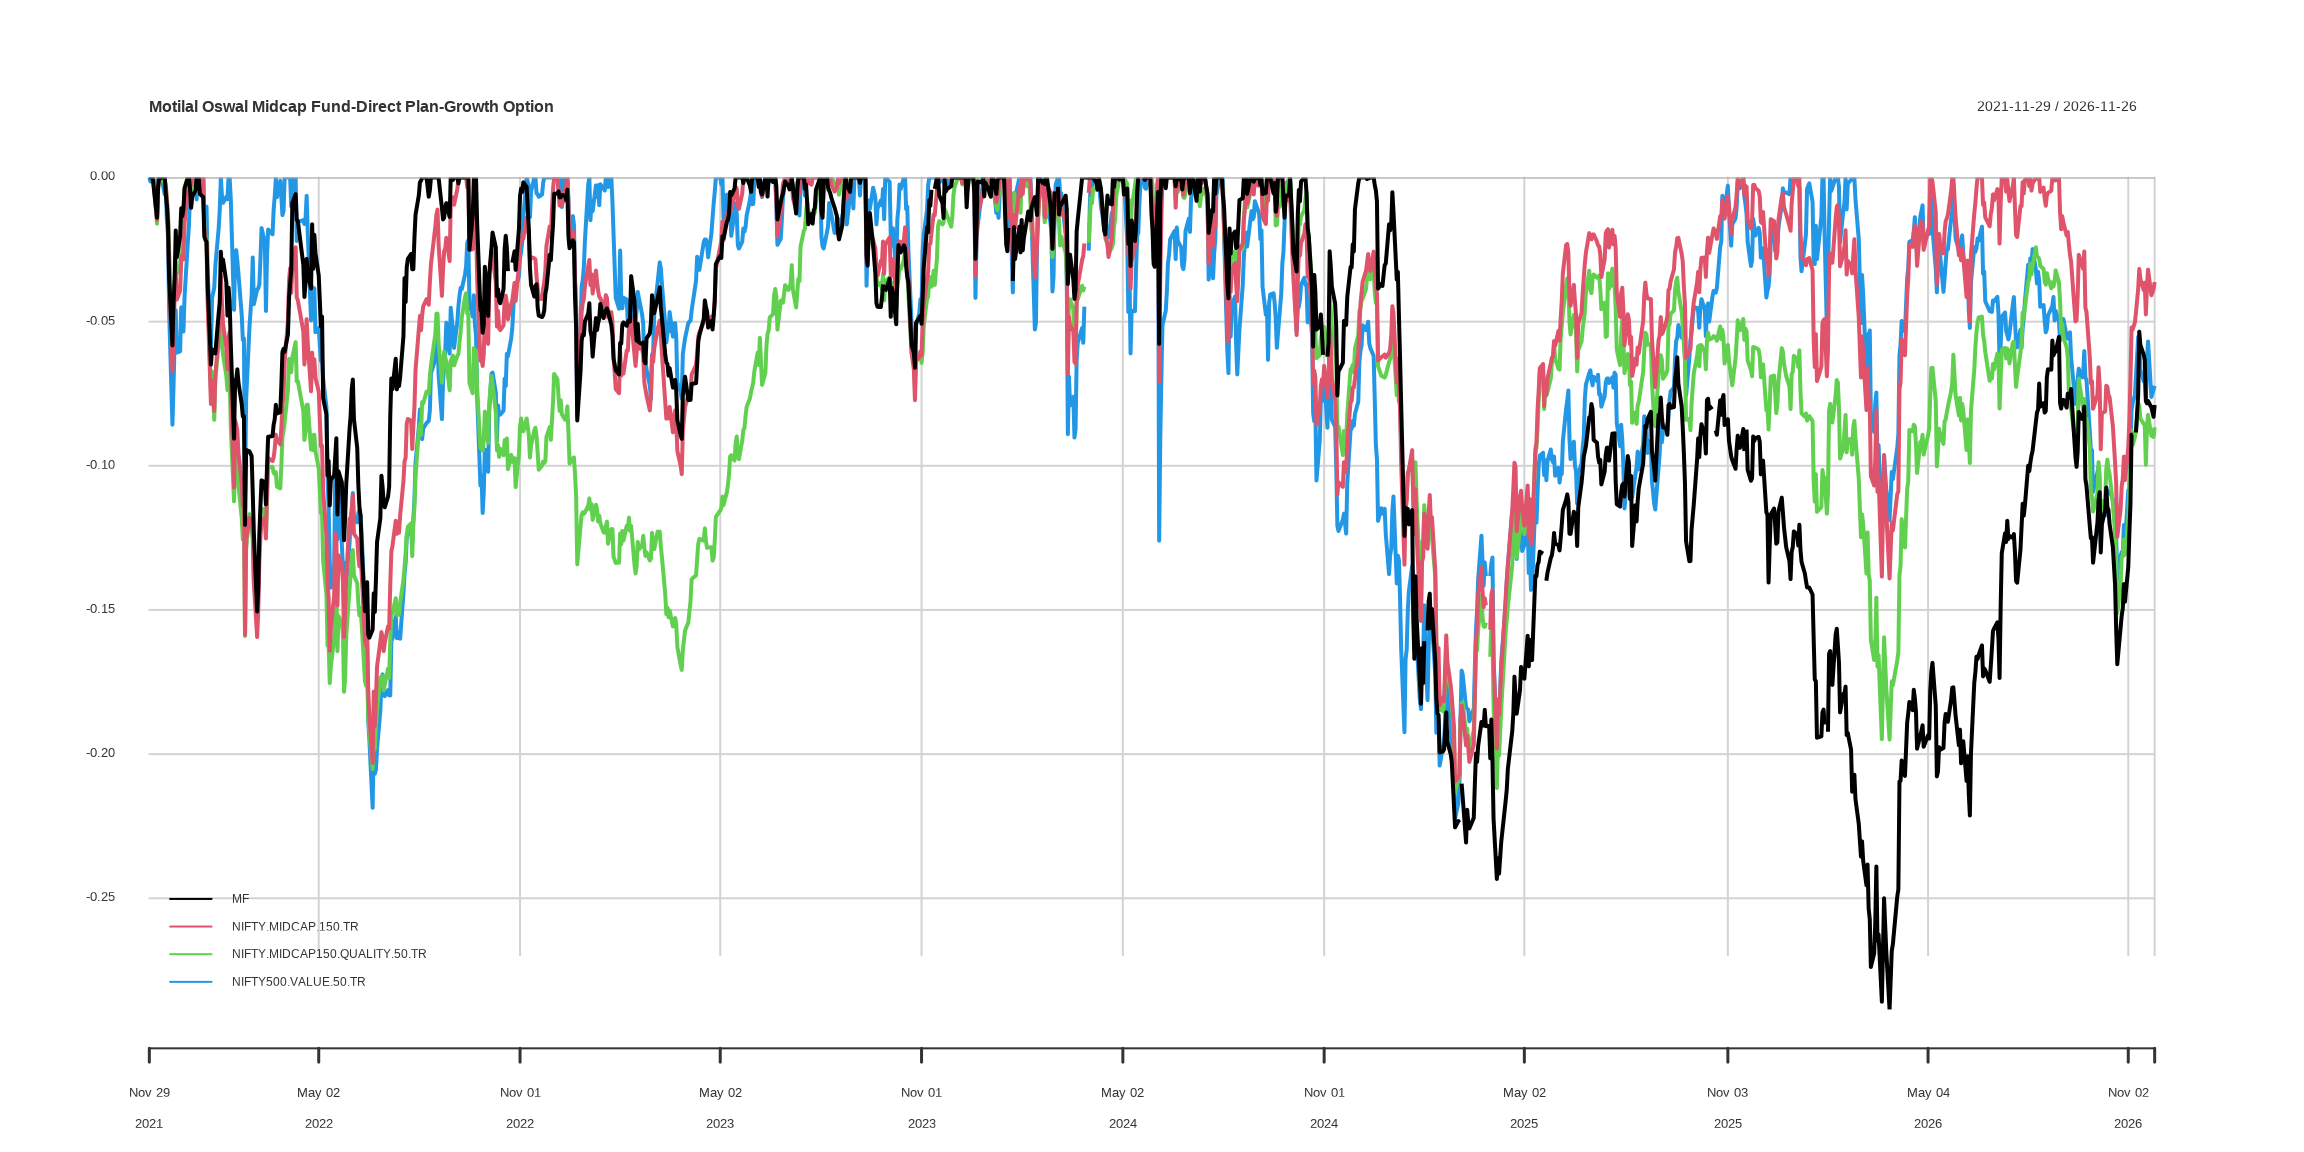 Motilal Oswal Midcap Fund-Direct Plan-Growth Option
2021-11-29 / 2026-11-26
0.00
-0.05
-0.10
-0.15
-0.20
-0.25
MF
NIFTY.MIDCAP.150.TR
NIFTY.MIDCAP150.QUALITY.50.TR
NIFTY500.VALUE.50.TR
Nov 29 May 02 Nov 01 May 02 Nov 01 May 02 Nov 01 May 02 Nov 03 May 04 Nov 02
2021 2022 2022 2023 2023 2024 2024 2025 2025 2026 2026